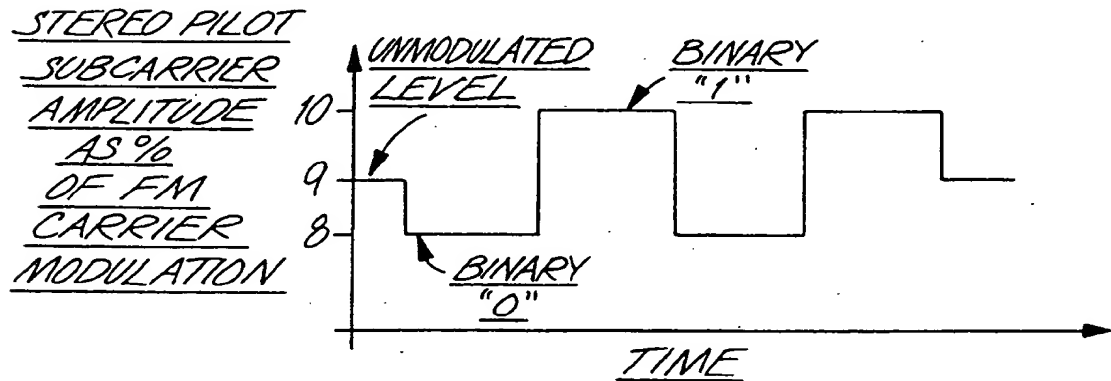 STEREO PILOT
SUBCARRIER
AMPLITUDE
AS %
OF FM
CARRIER
MODULATION
UNMODULATED
LEVEL
BINARY
"1"
10
9
8
BINARY
"0"
TIME